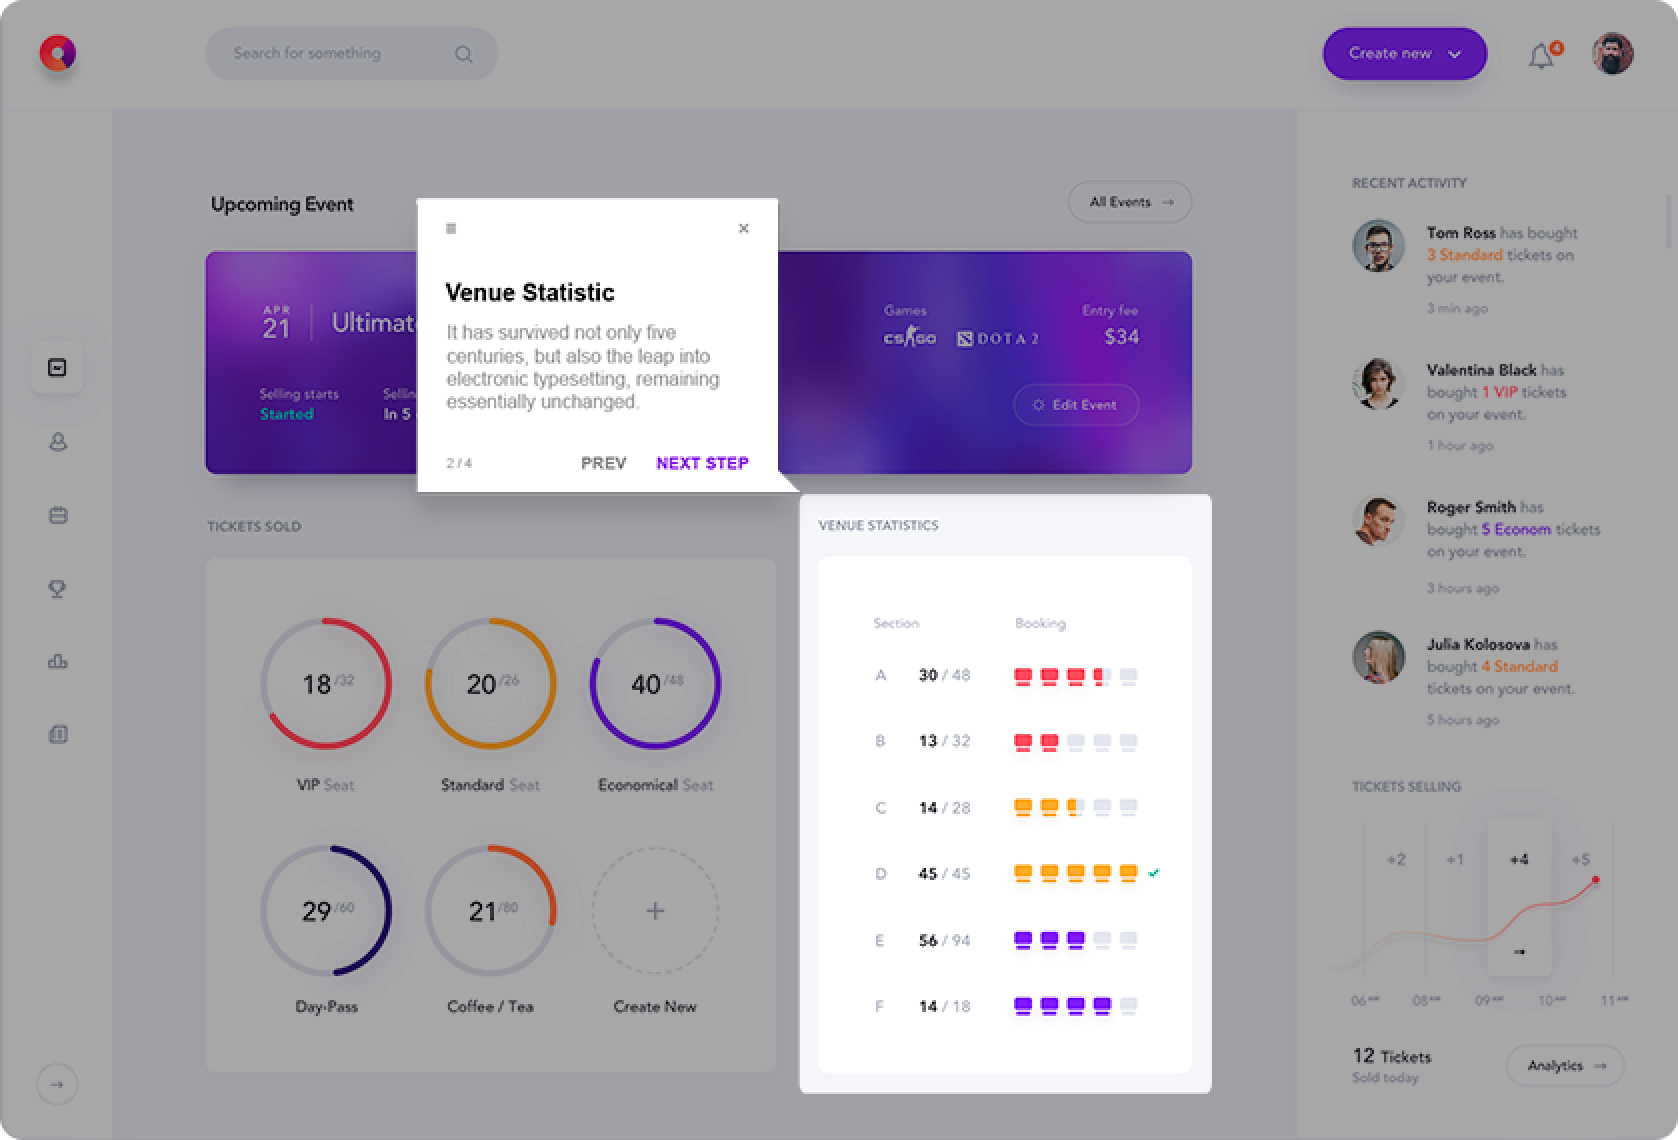 Search for something
Create new
4
Upcoming Event
All Events →
Venue Statistic
It has survived not only five
centuries, but also the leap into
electronic typesetting, remaining
essentially unchanged.
2 / 4
PREV
NEXT STEP
APR
21
Ultimat
Selling starts
Started
Sellin
In 5
Games
CS GO
DOTA 2
Entry fee
$34
Edit Event
TICKETS SOLD
18 /32
VIP Seat
20 /26
Standard Seat
40 /48
Economical Seat
29 /60
Day-Pass
21 /80
Coffee / Tea
+
Create New
VENUE STATISTICS
Section
Booking
A 30 / 48
B 13 / 32
C 14 / 28
D 45 / 45
E 56 / 94
F 14 / 18
RECENT ACTIVITY
Tom Ross has bought
3 Standard tickets on
your event.
3 min ago
Valentina Black has
bought 1 VIP tickets
on your event.
1 hour ago
Roger Smith has
bought 5 Econom tickets
on your event.
3 hours ago
Julia Kolosova has
bought 4 Standard
tickets on your event.
5 hours ago
TICKETS SELLING
+2 +1 +4 +5
06 AM 08 AM 09 AM 10 AM 11 AM
12 Tickets
Sold today
Analytics →